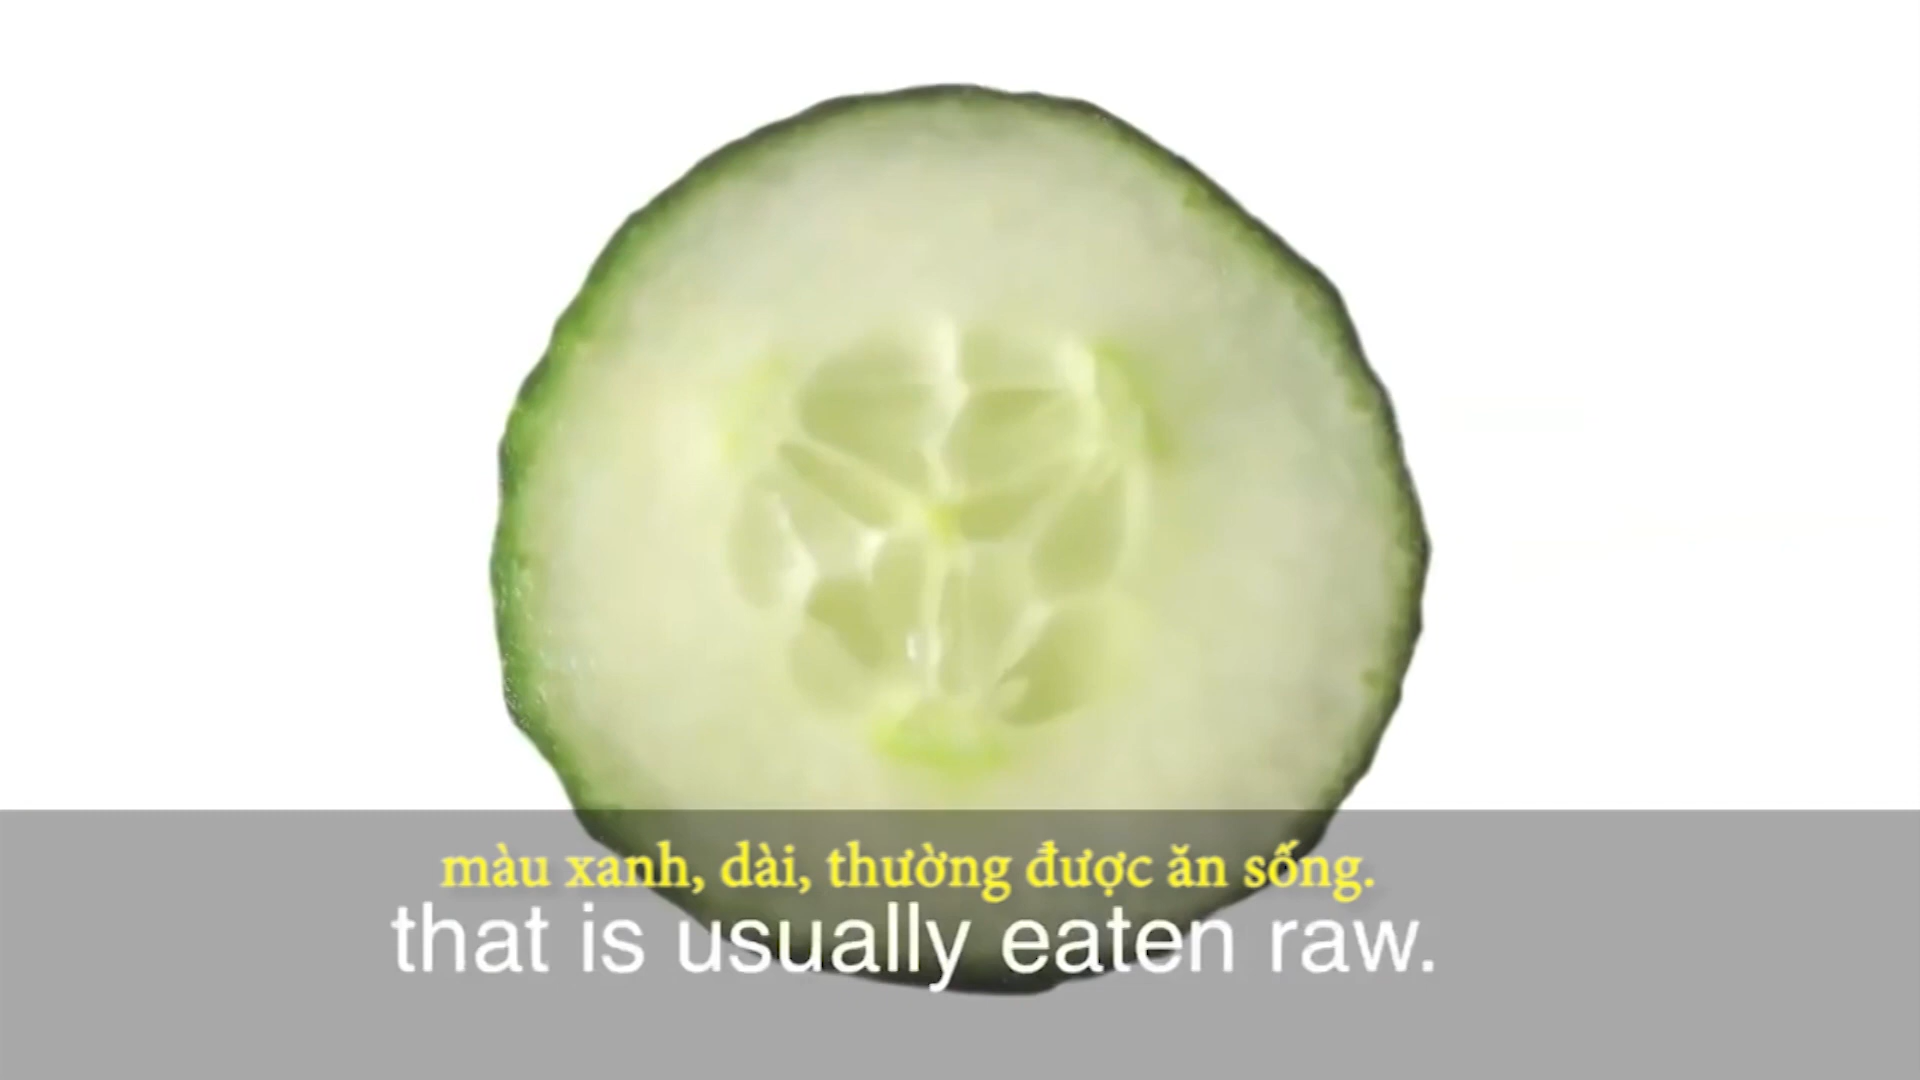 màu xanh, dài, thường được ăn sống.
that is usually eaten raw.